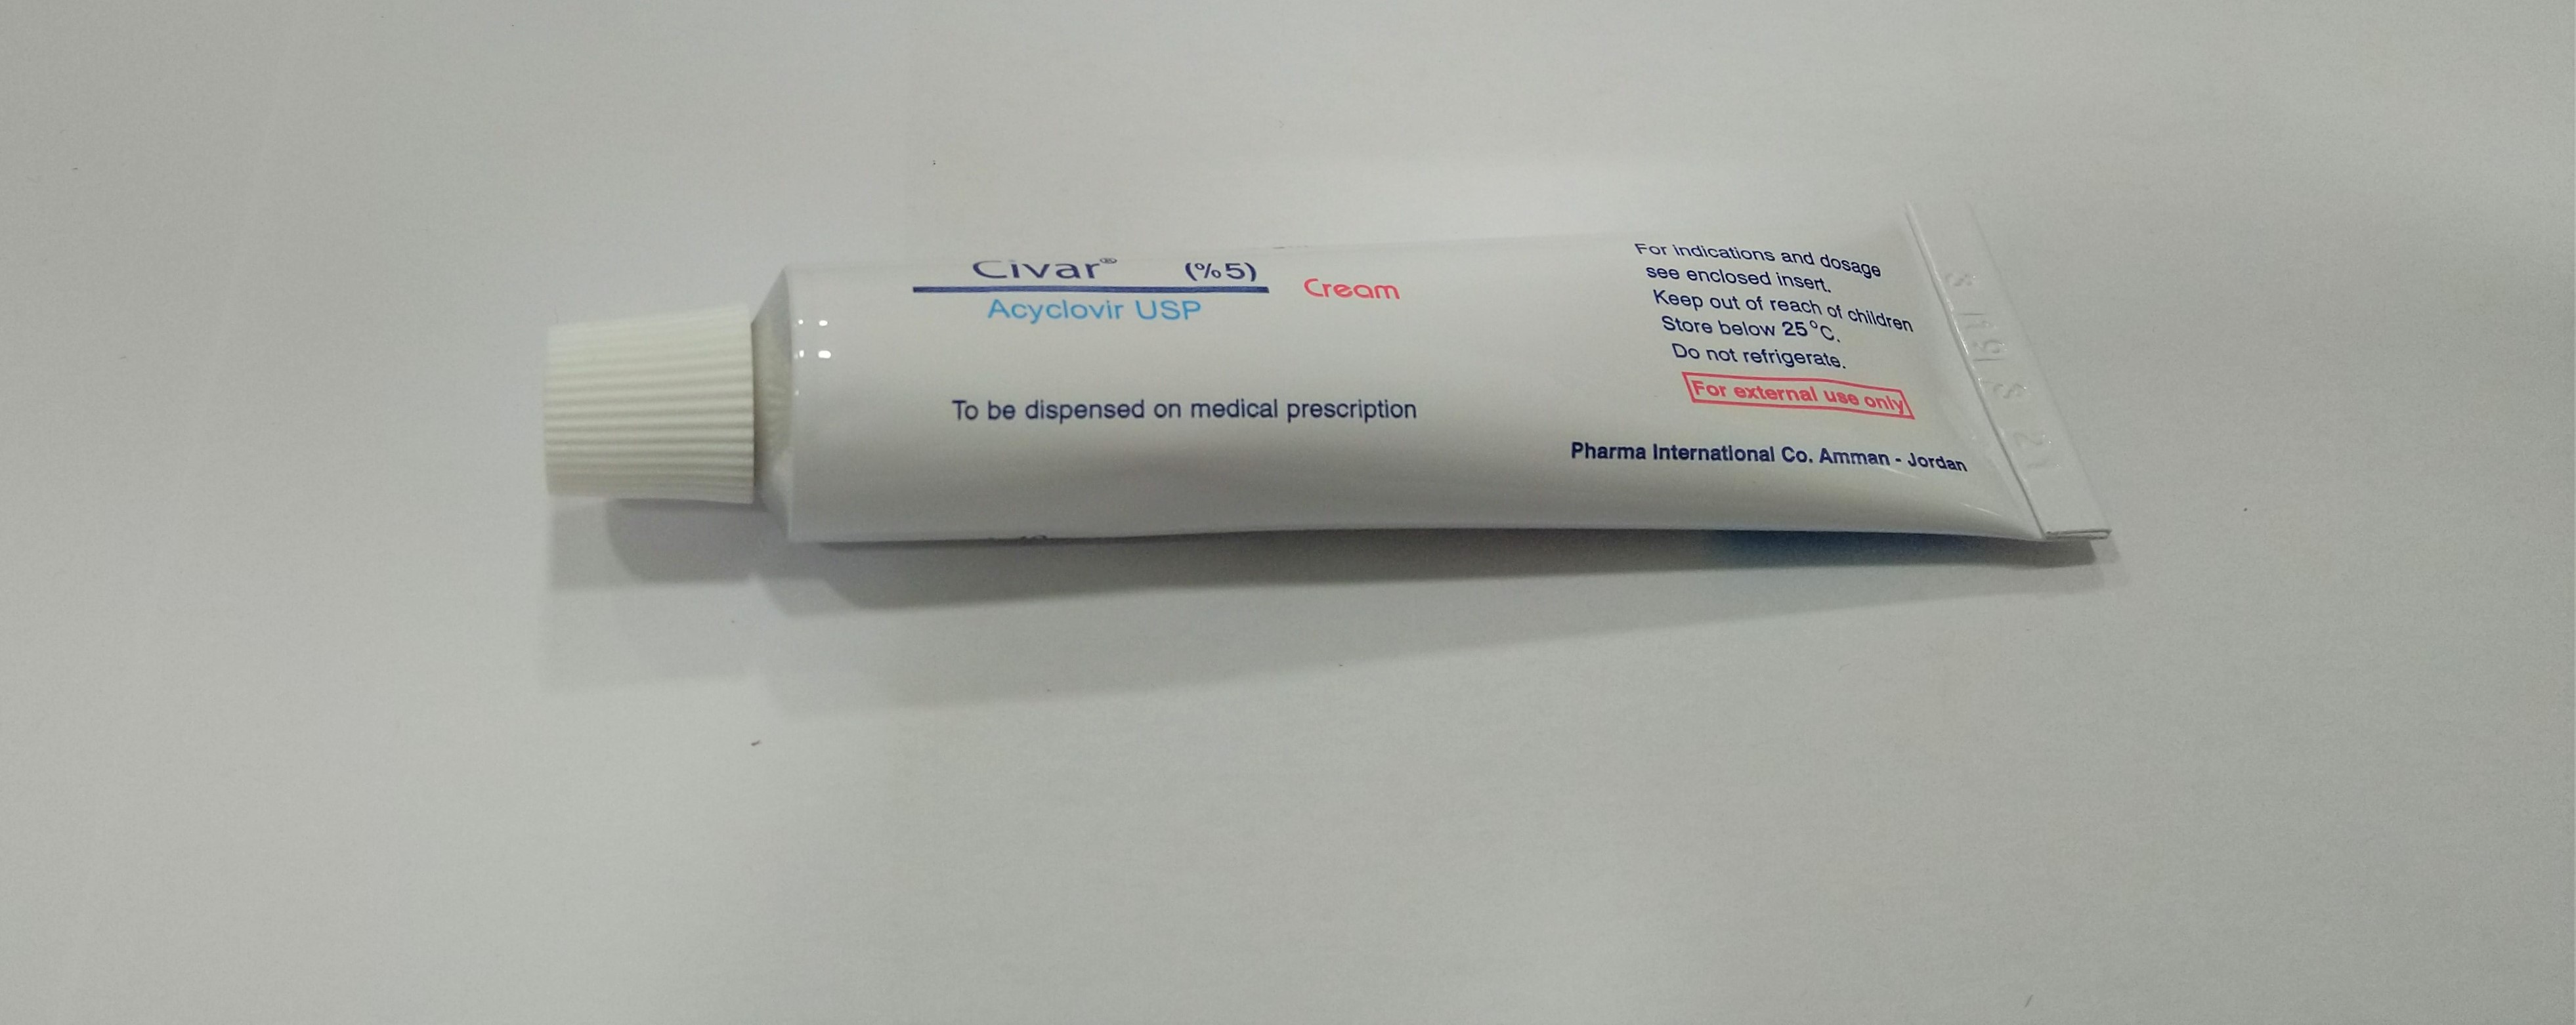 Civar® (%5)
Acyclovir USP
Cream
To be dispensed on medical prescription
For indications and dosage
see enclosed insert.
Keep out of reach of children
Store below 25°C.
Do not refrigerate.
For external use only
Pharma International Co. Amman - Jordan